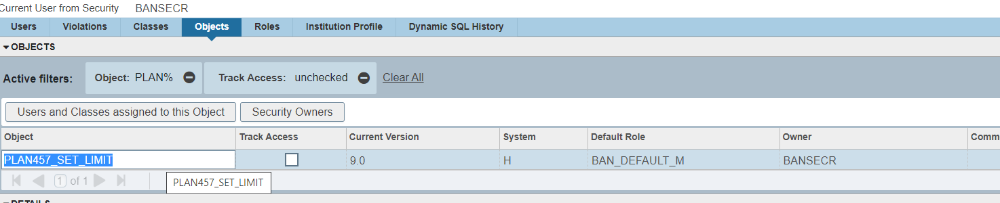 Current User from Security BANSECR
Users Violations Classes Objects Roles Institution Profile Dynamic SQL History
OBJECTS
Active filters: Object: PLAN% Track Access: unchecked Clear All
Users and Classes assigned to this Object Security Owners
Object Track Access Current Version System Default Role Owner Comm
PLAN457_SET_LIMIT 9.0 H BAN_DEFAULT_M BANSECR
1 of 1
PLAN457_SET_LIMIT
DETAILS